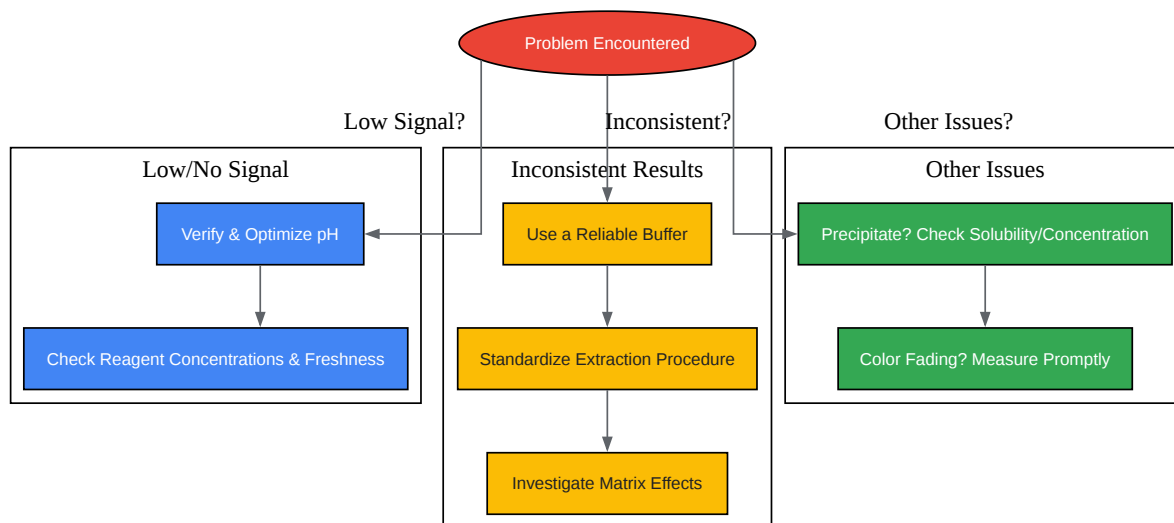 Problem Encountered
Low Signal?
Inconsistent?
Other Issues?
Low/No Signal
Inconsistent Results
Other Issues
Verify & Optimize pH
Use a Reliable Buffer
Precipitate? Check Solubility/Concentration
Check Reagent Concentrations & Freshness
Standardize Extraction Procedure
Color Fading? Measure Promptly
Investigate Matrix Effects